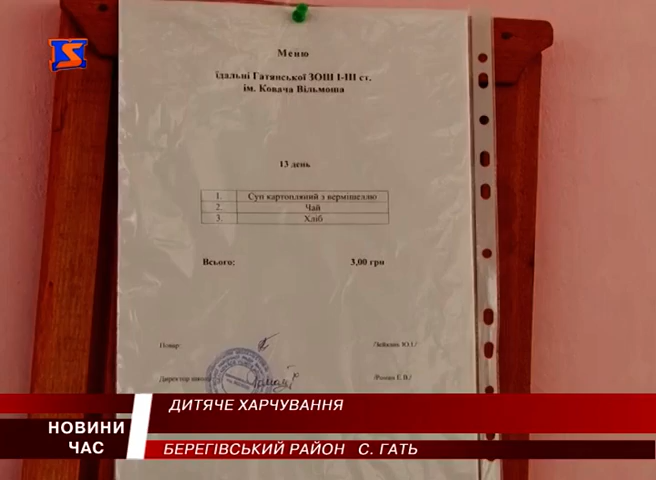 Меню
їдальні Гатянської ЗОШ І-ІІІ ст.
ім. Ковача Вільмоша
13 день
1. Суп картопляний з вермішеллю
2. Чай
3. Хліб
Всього: 3,00 грн
Повар:
Директор школи
ДИТЯЧЕ ХАРЧУВАННЯ
НОВИНИ
ЧАС
БЕРЕГІВСЬКИЙ РАЙОН С. ГАТЬ